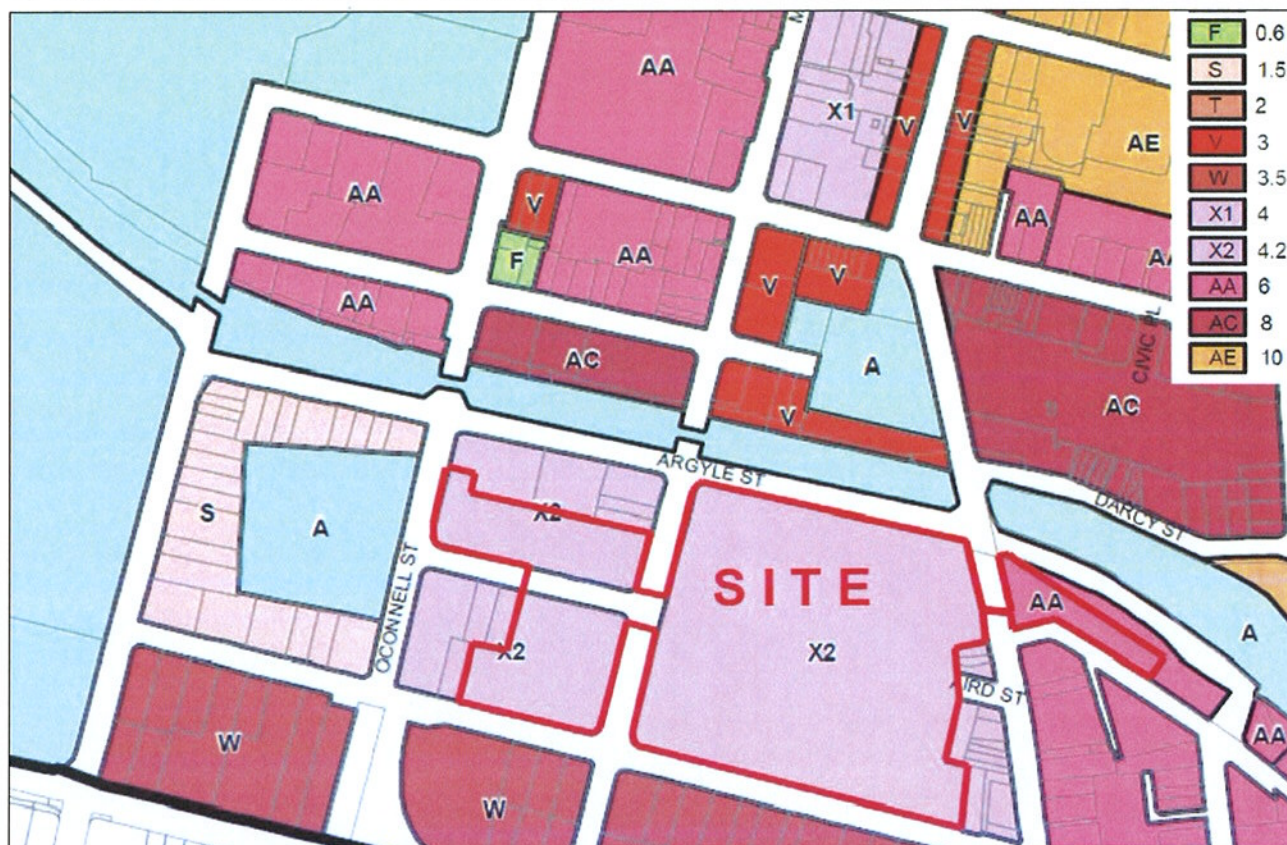 F 0.6
S 1.5
T 2
V 3
W 3.5
X1 4
X2 4.2
AA 6
AC 8
AE 10
M
AA
X1
V
V
AE
AA
V
AA
AA
F
AA
V
V
AA
AC
A
CIVIC PL
AC
V
ARGYLE ST
S
A
X2
DARCY ST
OCONNELL ST
SITE
AA
A
X2
X2
AIRD ST
AA
W
W